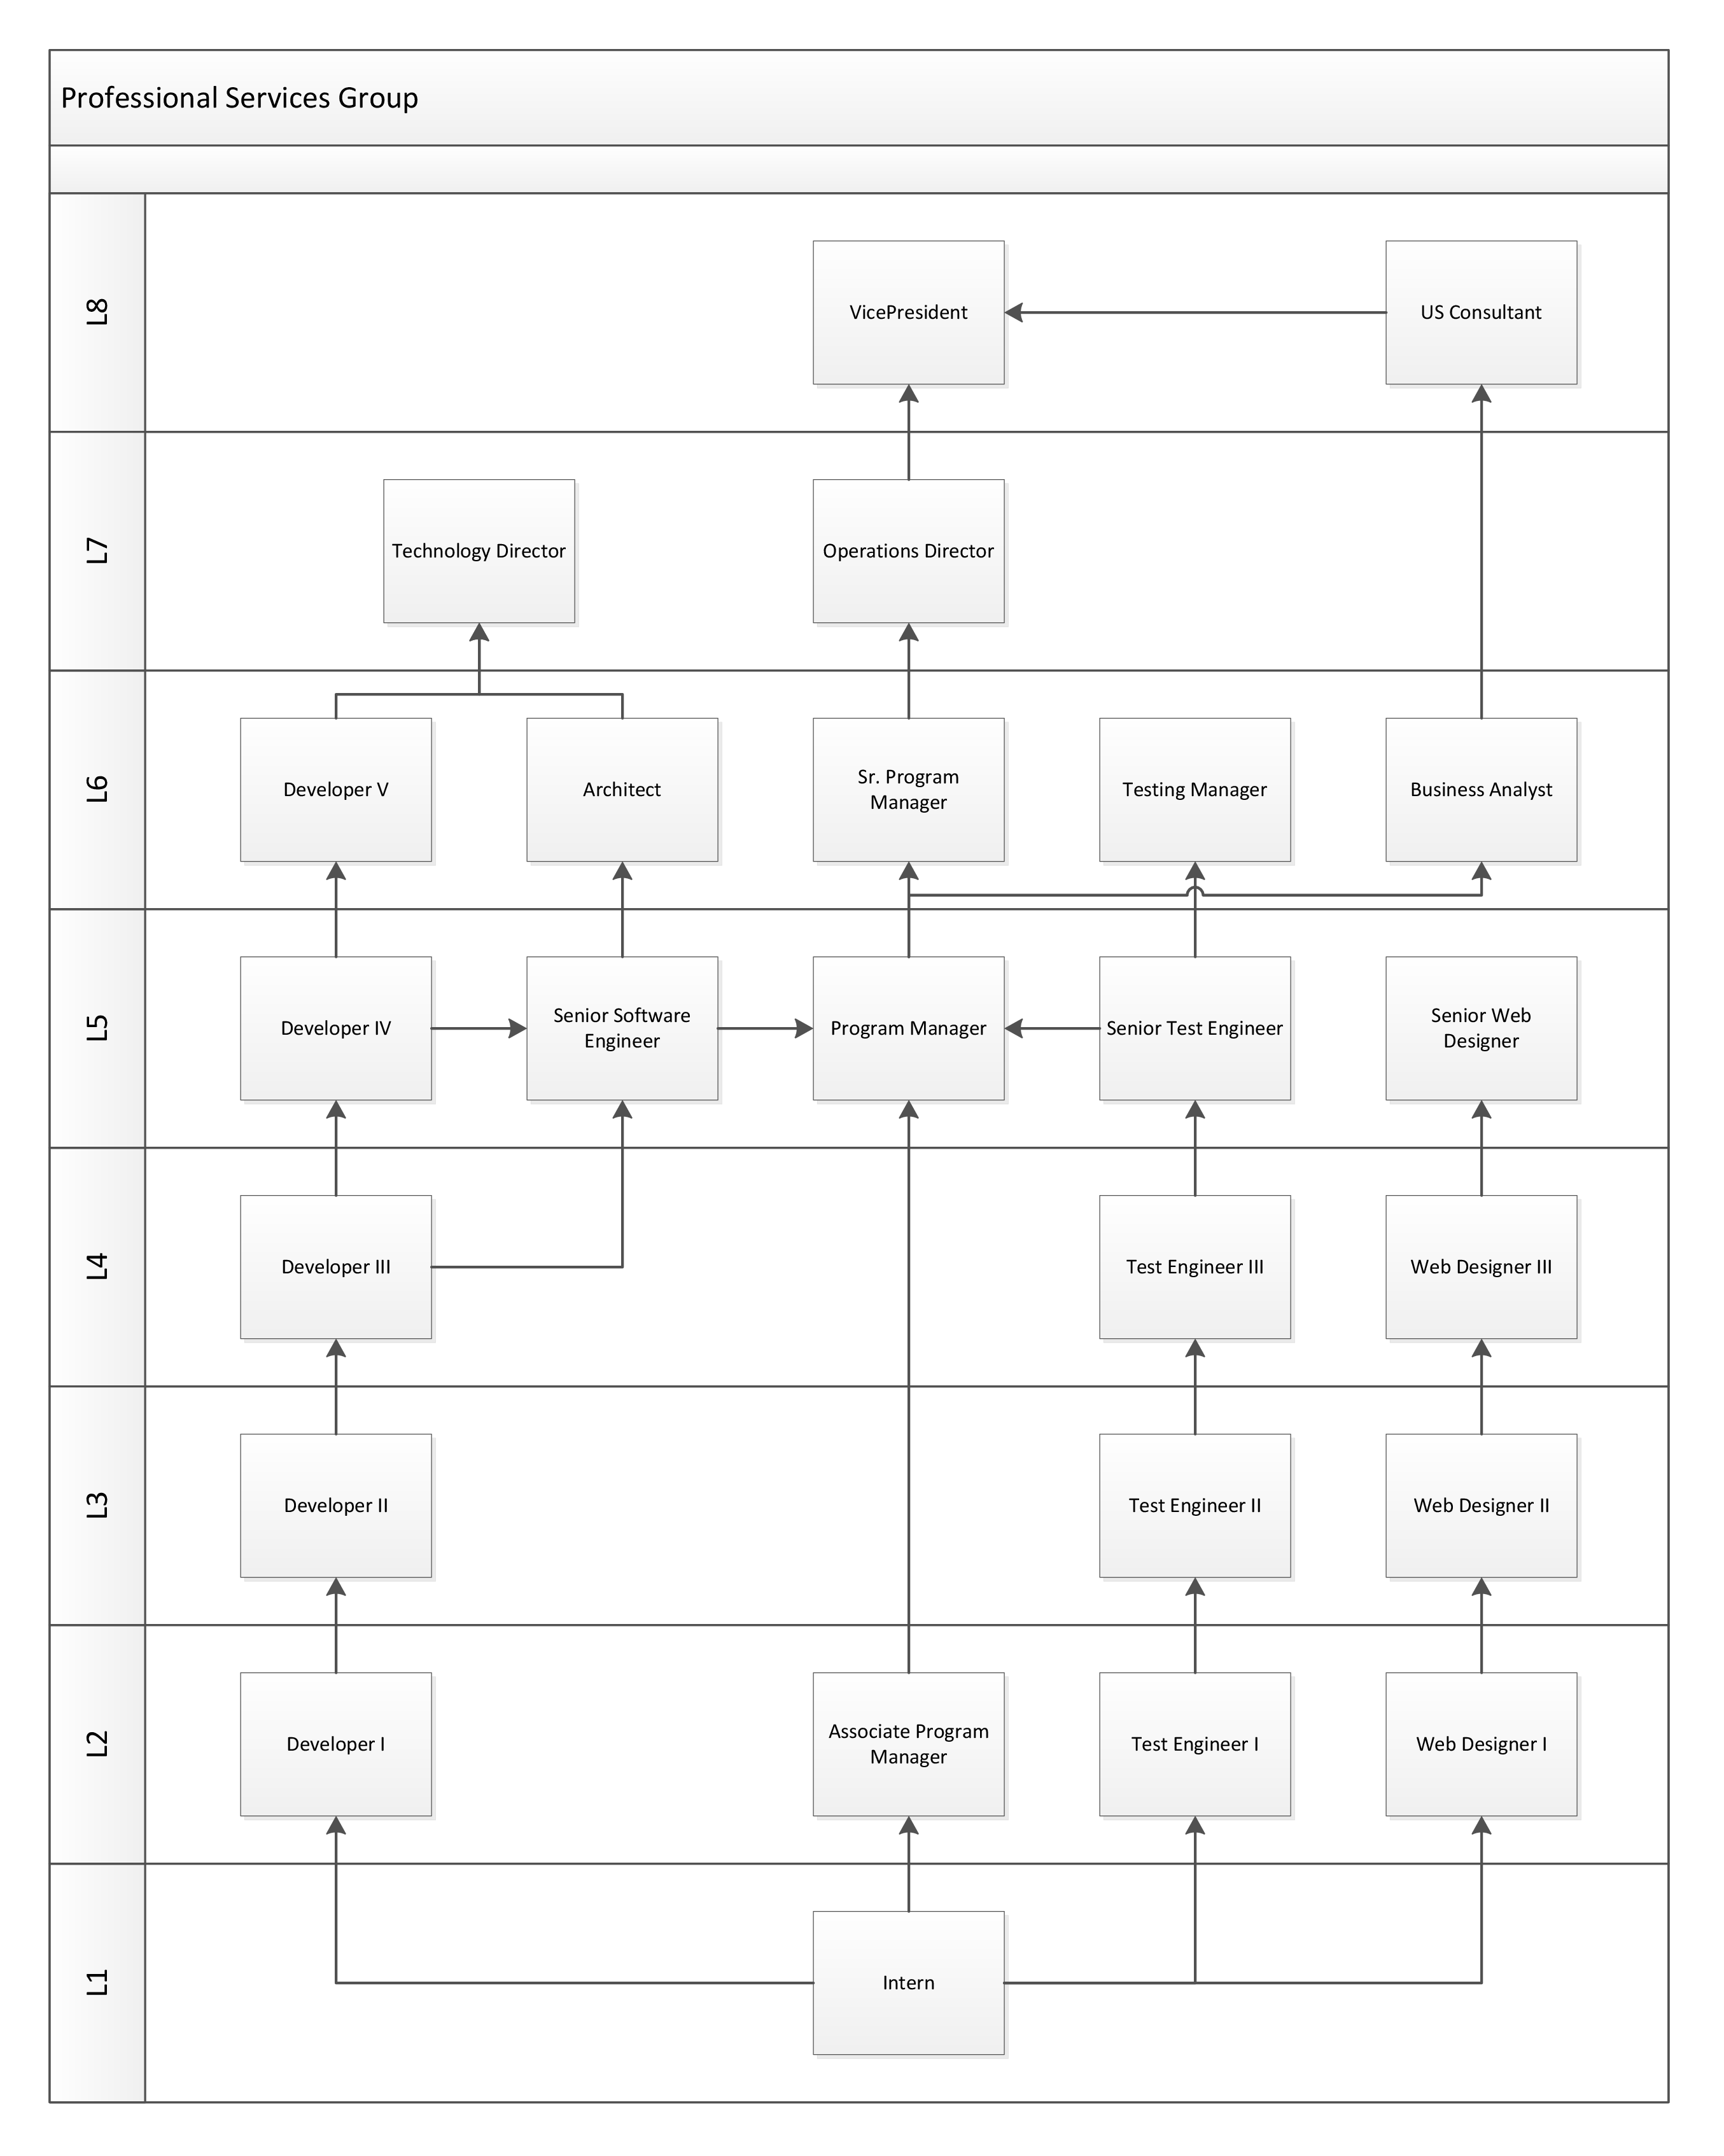 Professional Services Group
L8
VicePresident
US Consultant
L7
Technology Director
Operations Director
L6
Developer V
Architect
Sr. Program
Manager
Testing Manager
Business Analyst
L5
Developer IV
Senior Software
Engineer
Program Manager
Senior Test Engineer
Senior Web
Designer
L4
Developer III
Test Engineer III
Web Designer III
L3
Developer II
Test Engineer II
Web Designer II
L2
Developer I
Associate Program
Manager
Test Engineer I
Web Designer I
L1
Intern